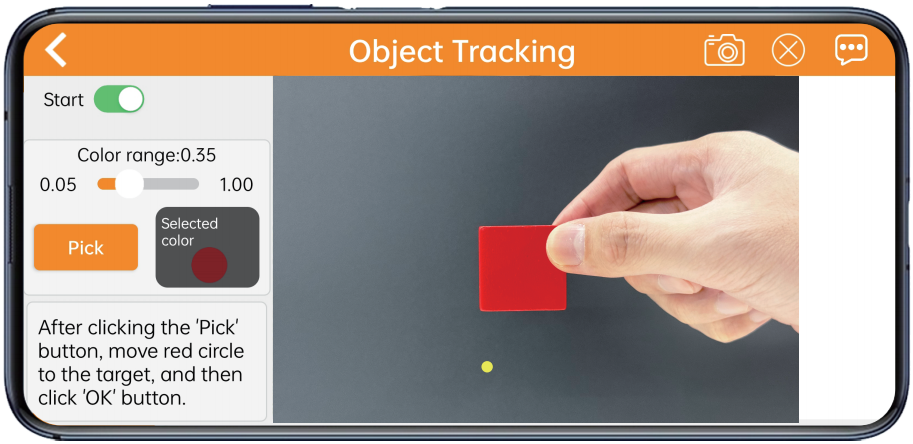 Object Tracking
Start
Color range:0.35
0.05 1.00
Pick
Selected
color
After clicking the 'Pick'
button, move red circle
to the target, and then
click 'OK' button.